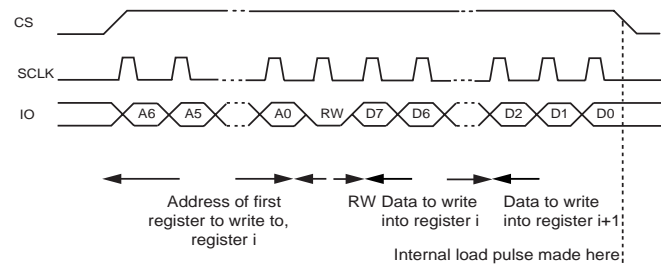 CS
SCLK
IO
A6 A5 A0 RW D7 D6 D2 D1 D0
Address of first
register to write to,
register i
RW
Data to write
into register i
Data to write
into register i+1
Internal load pulse made here